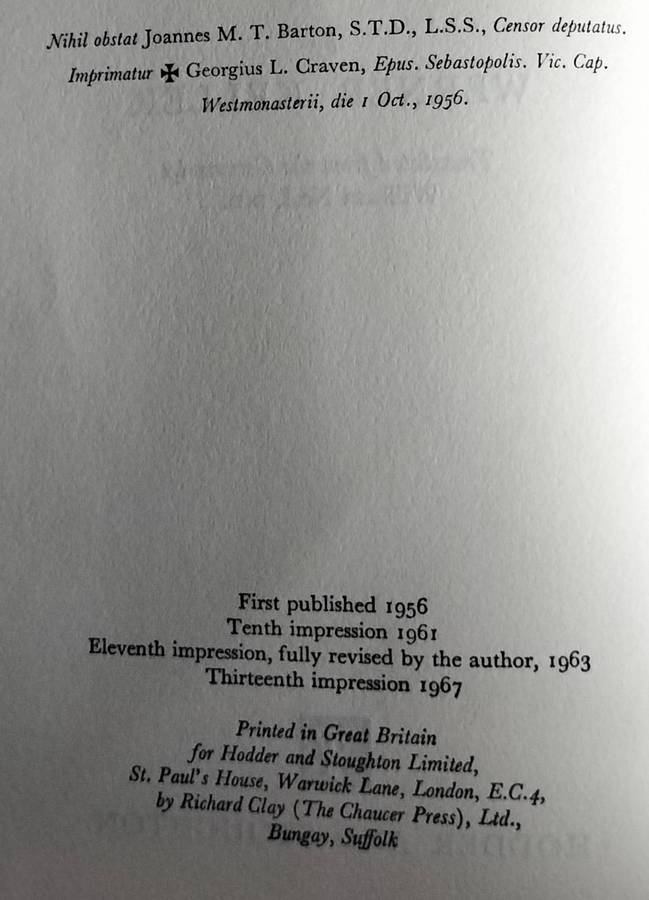 Nihil obstat Joannes M. T. Barton, S.T.D., L.S.S., Censor deputatus.
Imprimatur ✠ Georgius L. Craven, Epus. Sebastopolis. Vic. Cap.
Westmonasterii, die 1 Oct., 1956.
First published 1956
Tenth impression 1961
Eleventh impression, fully revised by the author, 1963
Thirteenth impression 1967
Printed in Great Britain
for Hodder and Stoughton Limited,
St. Paul's House, Warwick Lane, London, E.C.4,
by Richard Clay (The Chaucer Press), Ltd.,
Bungay, Suffolk